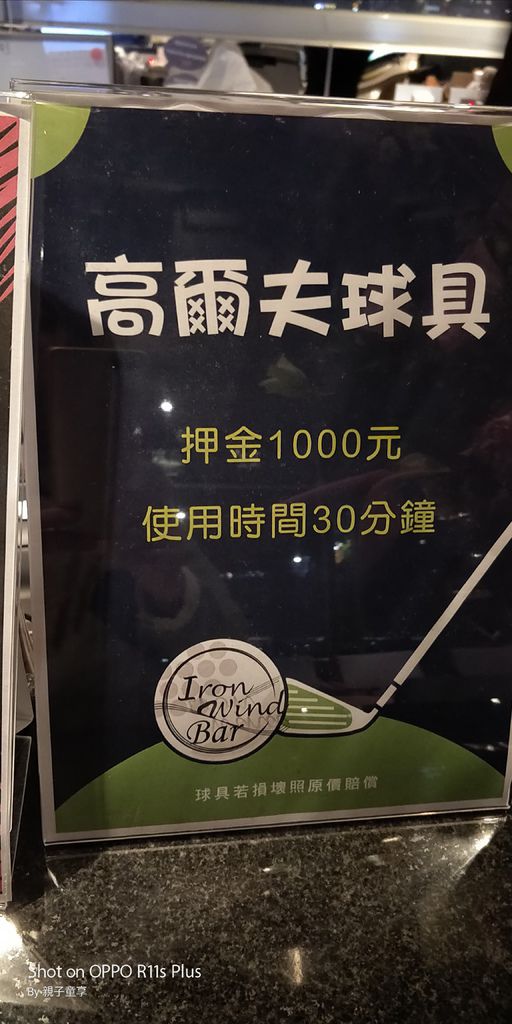 高爾夫球具
押金1000元
使用時間30分鐘
Iron
Wind
Bar
球具若損壞照原價賠償
Shot on OPPO R11s Plus
By 親子童享